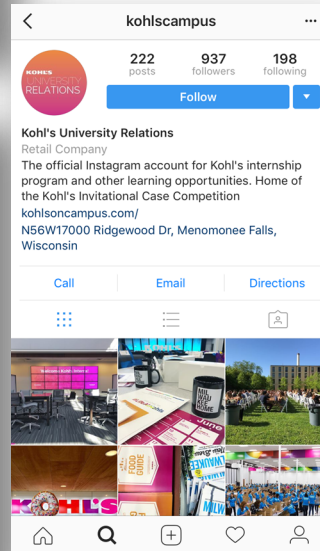 kohlscampus
KOHL'S
UNIVERSITY
RELATIONS
222
937
198
posts
followers
following
Follow
Kohl's University Relations
Retail Company
The official Instagram account for Kohl's internship
program and other learning opportunities. Home of
the Kohl's Invitational Case Competition
kohlsoncampus.com/
N56W17000 Ridgewood Dr, Menomonee Falls,
Wisconsin
Call
Email
Directions
MIL
WAU
KEE
HOME
June
FOOD
GUIDE
KOHL'S